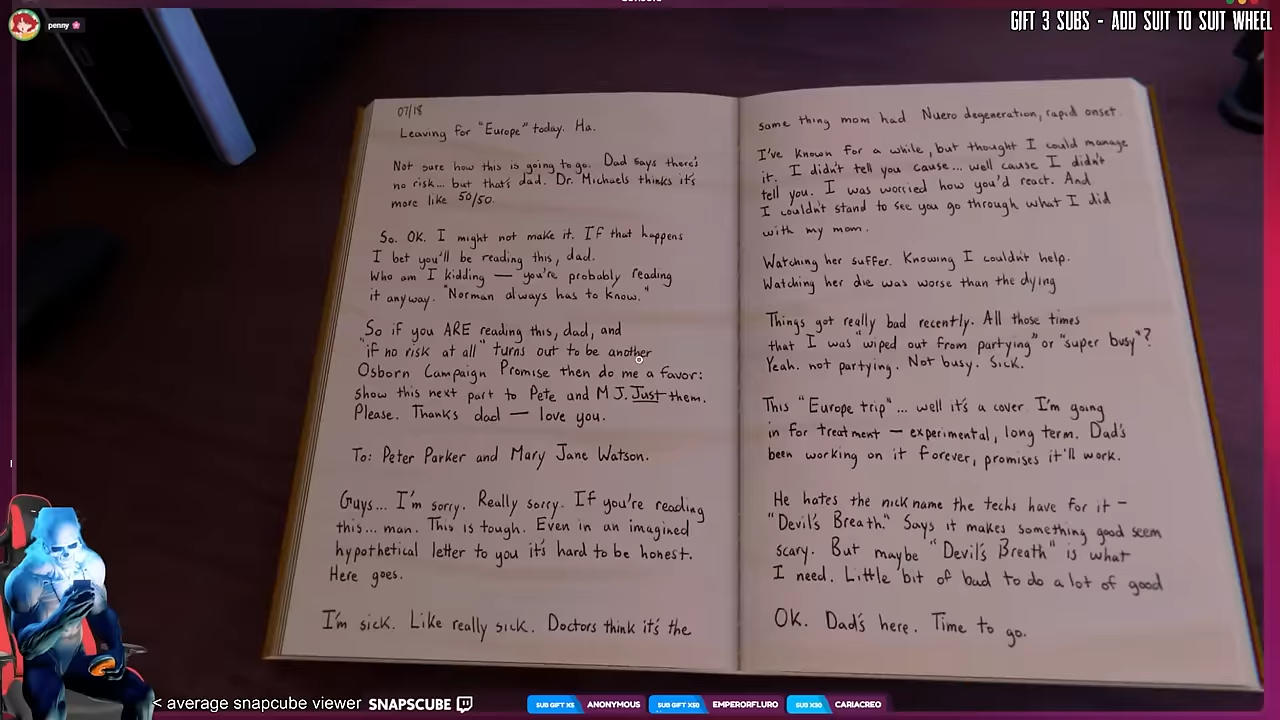 penny
GIFT 3 SUBS - ADD SUIT TO SUIT WHEEL
07/18
Leaving for "Europe" today. Ha.
Not sure how this is going to go. Dad says there's
no risk... but that's dad. Dr. Michaels thinks it's
more like 50/50.
So. OK. I might not make it. If that happens
I bet you'll be reading this, dad.
Who am I kidding — you're probably reading
it anyway. "Norman always has to know."
So if you ARE reading this, dad, and
"if no risk at all" turns out to be another
Osborn Campaign Promise then do me a favor:
show this next part to Pete and MJ. Just them.
Please. Thanks dad — love you.
To: Peter Parker and Mary Jane Watson.
Guys... I'm sorry. Really sorry. If you're reading
this... man. This is tough. Even in an imagined
hypothetical letter to you it's hard to be honest.
Here goes.
I'm sick. Like really sick. Doctors think it's the
same thing mom had Nuero degeneration, rapid onset.
I've known for a while, but thought I could manage
it. I didn't tell you cause... well cause I didn't
tell you. I was worried how you'd react. And
I couldn't stand to see you go through what I did
with my mom.
Watching her suffer. Knowing I couldn't help.
Watching her die was worse than the dying
Things got really bad recently. All those times
that I was "wiped out from partying" or "super busy"?
Yeah. not partying. Not busy. Sick.
This "Europe trip"... well it's a cover. I'm going
in for treatment — experimental, long term. Dad's
been working on it forever, promises it'll work.
He hates the nickname the techs have for it —
"Devil's Breath." Says it makes something good seem
scary. But maybe "Devil's Breath" is what
I need. Little bit of bad to do a lot of good
OK. Dad's here. Time to go.
< average snapcube viewer SNAPCUBE
SUB GIFT X5 ANONYMOUS SUB GIFT X50 EMPERORFLURO SUB X30 CARIACREO